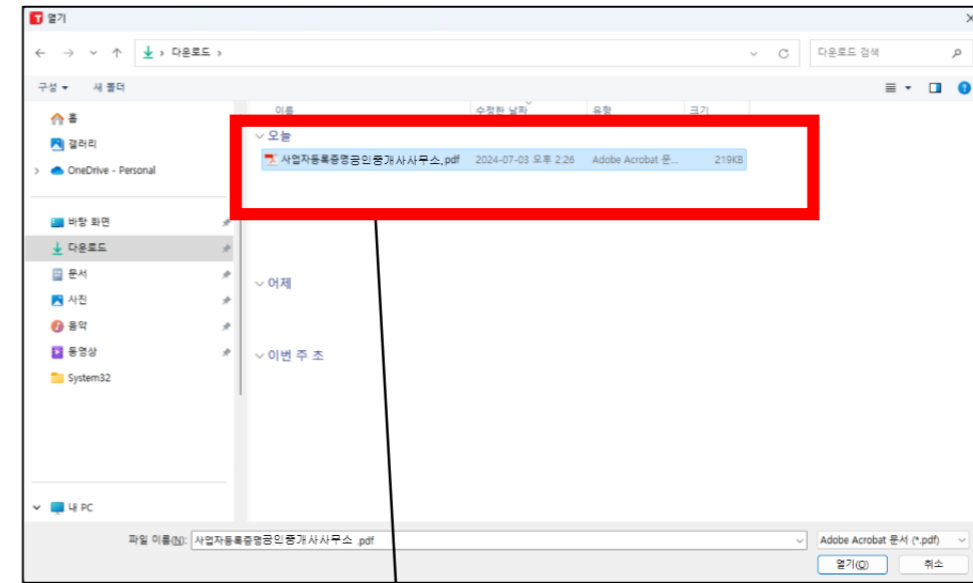 열기
다운로드
다운로드 검색
구성
새 폴더
이름 수정한 날짜 유형 크기
홈
갤러리
OneDrive - Personal
바탕 화면
다운로드
문서
사진
음악
동영상
System32
내 PC
오늘
사업자등록증명공인중개사사무소.pdf 2024-07-03 오후 2:26 Adobe Acrobat 문... 219KB
어제
이번 주 초
파일 이름(N): 사업자등록증명공인중개사사무소 .pdf
Adobe Acrobat 문서 (*.pdf)
열기(O) 취소